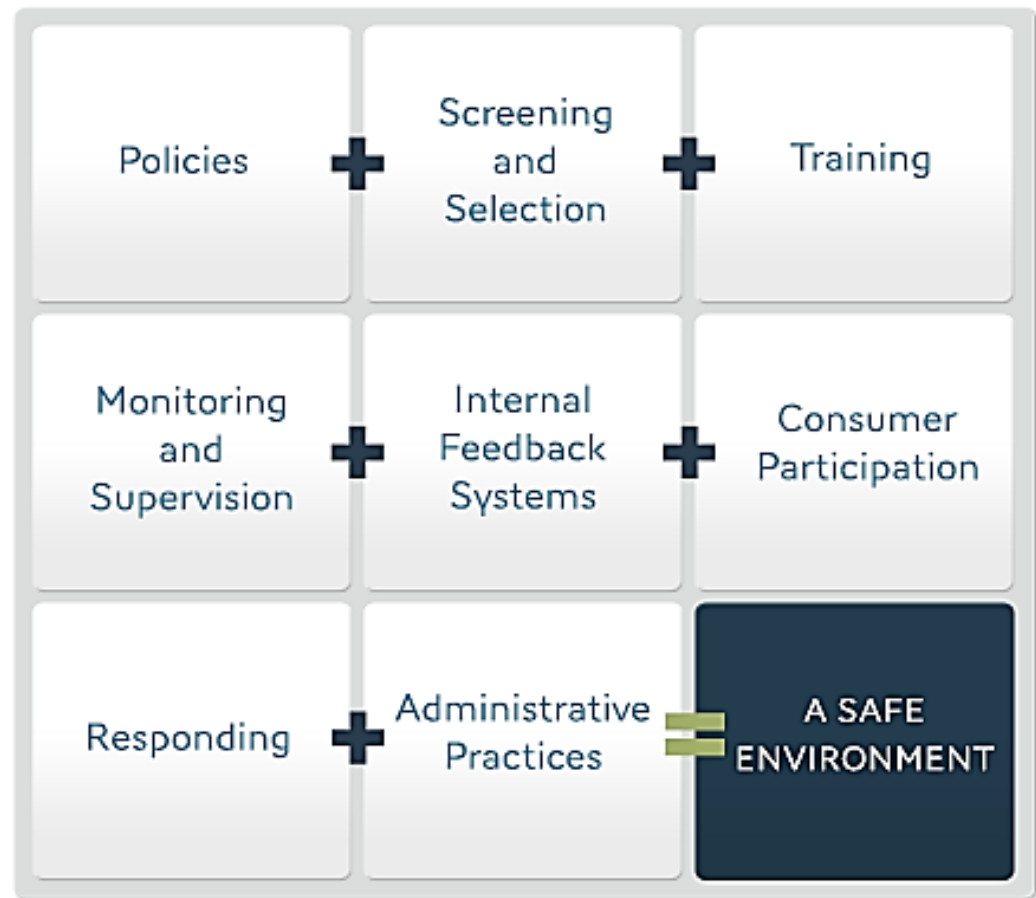 Policies
+
Screening
and
Selection
+
Training
Monitoring
and
Supervision
+
Internal
Feedback
Systems
+
Consumer
Participation
Responding
+
Administrative
Practices
=
A SAFE
ENVIRONMENT